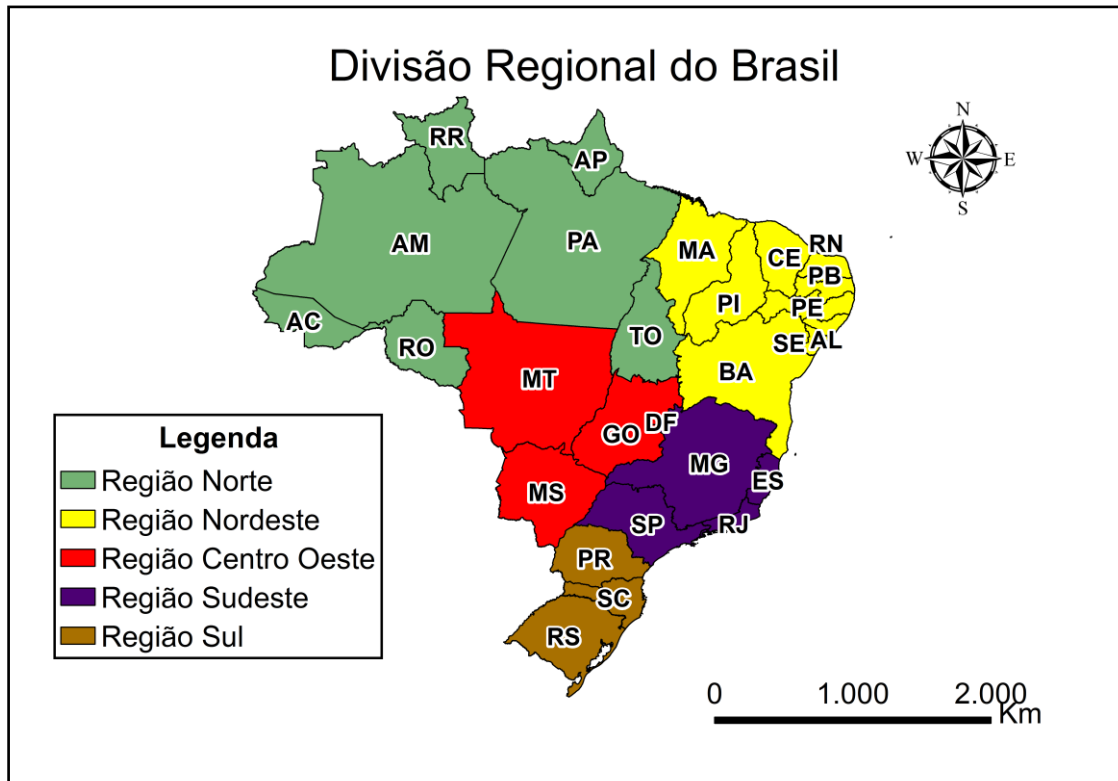 Divisão Regional do Brasil
N
W
E
S
RR
AP
AM
PA
MA
CE
RN
PB
PI
PE
AC
RO
TO
SE
AL
MT
BA
GO
DF
MG
ES
MS
SP
RJ
PR
SC
RS
Legenda
Região Norte
Região Nordeste
Região Centro Oeste
Região Sudeste
Região Sul
0 1.000 2.000
Km